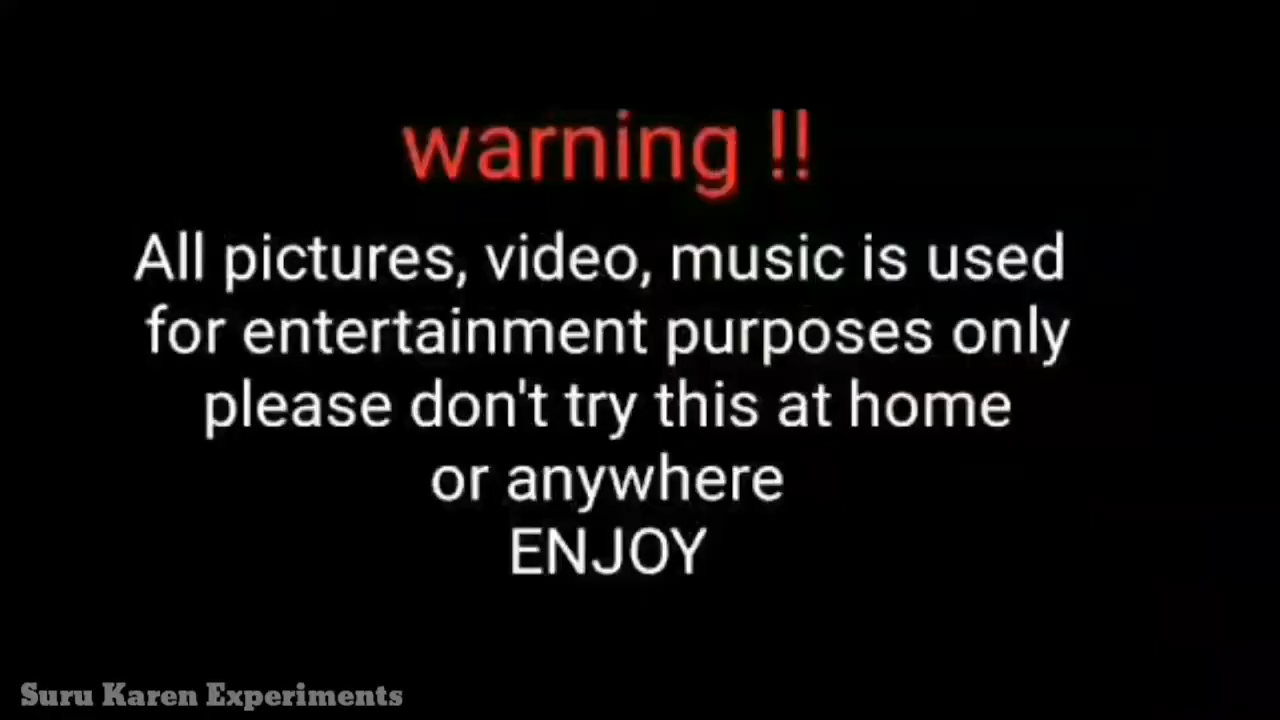 warning !!
All pictures, video, music is used
for entertainment purposes only
please don't try this at home
or anywhere
ENJOY
Suru Karen Experiments